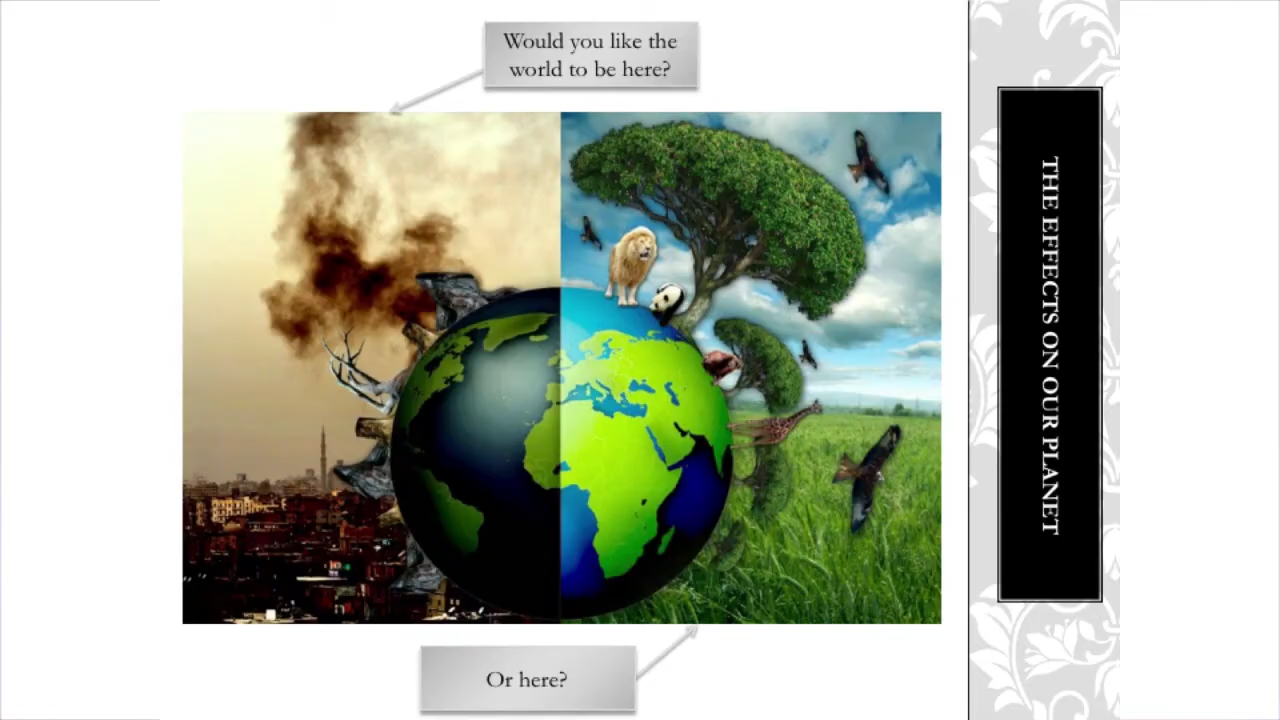 Would you like the
world to be here?
THE EFFECTS ON OUR PLANET
Or here?